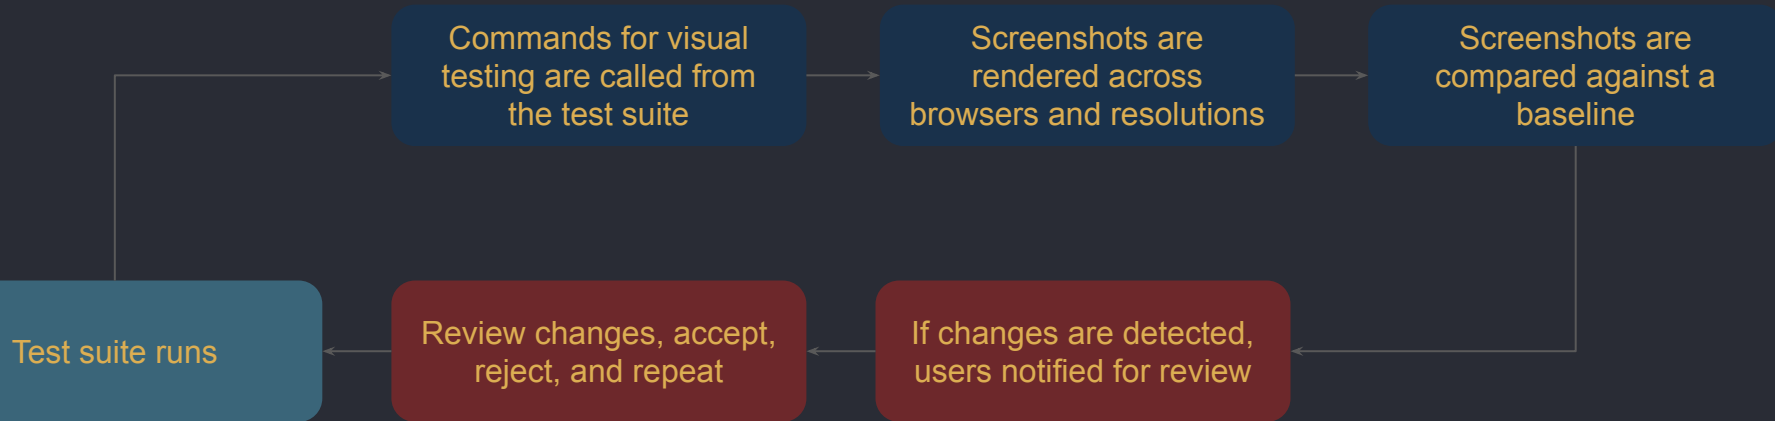 Commands for visual
testing are called from
the test suite
Screenshots are
rendered across
browsers and resolutions
Screenshots are
compared against a
baseline
Test suite runs
Review changes, accept,
reject, and repeat
If changes are detected,
users notified for review